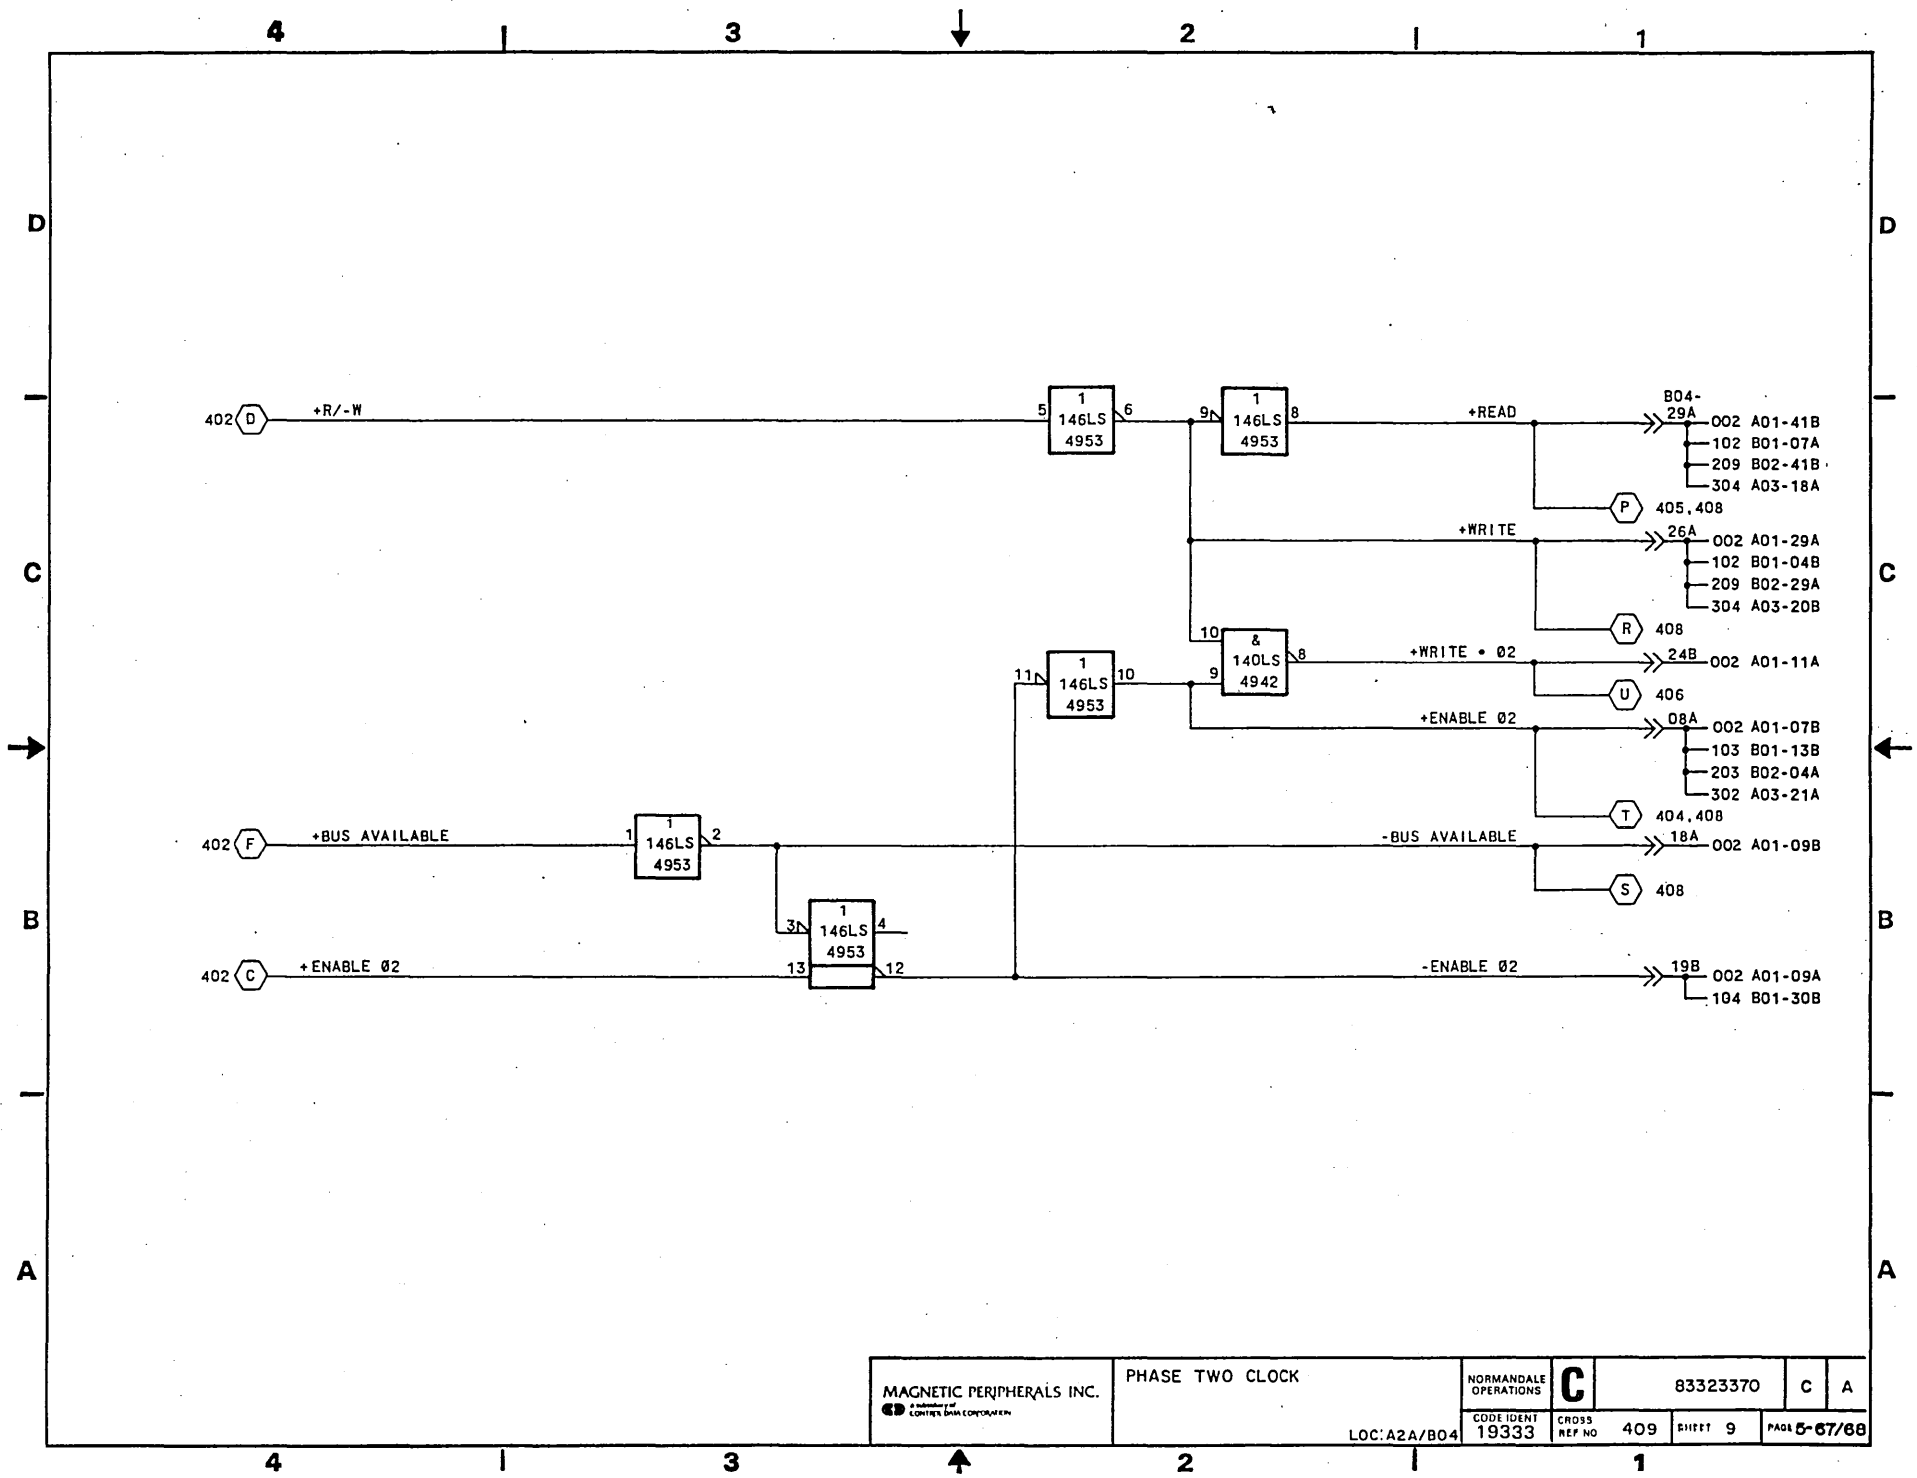 4 3 2 1
D D
B04-
402 D +R/-W 5 1 146LS 4953 6 9 1 146LS 4953 8 +READ 29A 002 A01-41B
102 B01-07A
209 B02-41B
304 A03-18A
P 405,408
+WRITE 26A 002 A01-29A
C C
102 B01-04B
209 B02-29A
304 A03-20B
R 408
10 & 140LS 4942 8 +WRITE • 02 24B 002 A01-11A
11 1 146LS 4953 10 9
U 406
+ENABLE 02 08A 002 A01-07B
103 B01-13B
203 B02-04A
302 A03-21A
T 404,408
402 F +BUS AVAILABLE 1 1 146LS 4953 2 -BUS AVAILABLE 18A 002 A01-09B
S 408
B B
3 1 146LS 4953 4
402 C +ENABLE Ø2 13 12 -ENABLE Ø2 19B 002 A01-09A
104 B01-30B
A A
MAGNETIC PERIPHERALS INC.
a subsidiary of
CONTROL DATA CORPORATION
PHASE TWO CLOCK
LOC:A2A/B04
NORMANDALE
OPERATIONS
C 83323370 C A
CODE IDENT
19333
CROSS
REF NO 409 SHEET 9 PAGE 5-67/68
4 3 2 1